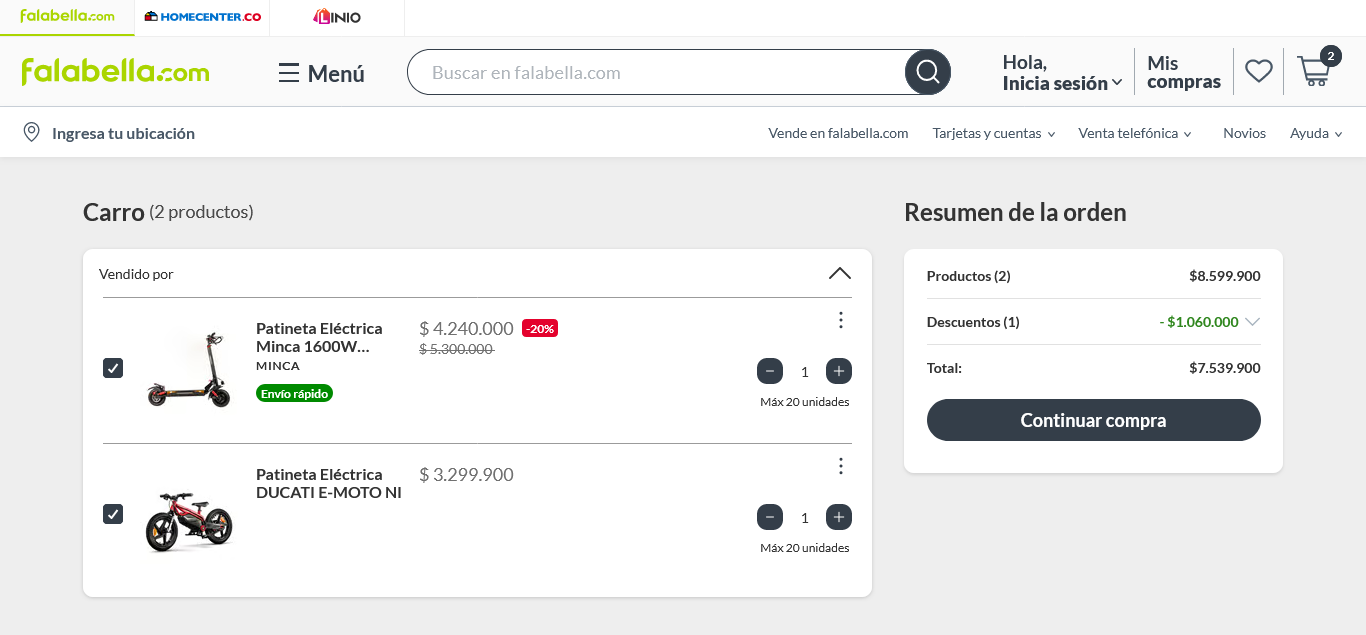 falabella.com
HOMECENTER.CO
LINIO
falabella.com
Menú
Buscar en falabella.com
Hola,
Inicia sesión
Mis
compras
2
Ingresa tu ubicación
Vende en falabella.com
Tarjetas y cuentas
Venta telefónica
Novios
Ayuda
Carro (2 productos)
Vendido por
Patineta Eléctrica
Minca 1600W...
MINCA
Envío rápido
$ 4.240.000 -20%
$ 5.300.000
− 1 +
Máx 20 unidades
Patineta Eléctrica
DUCATI E-MOTO NI
$ 3.299.900
− 1 +
Máx 20 unidades
Resumen de la orden
Productos (2) $8.599.900
Descuentos (1) - $1.060.000
Total: $7.539.900
Continuar compra